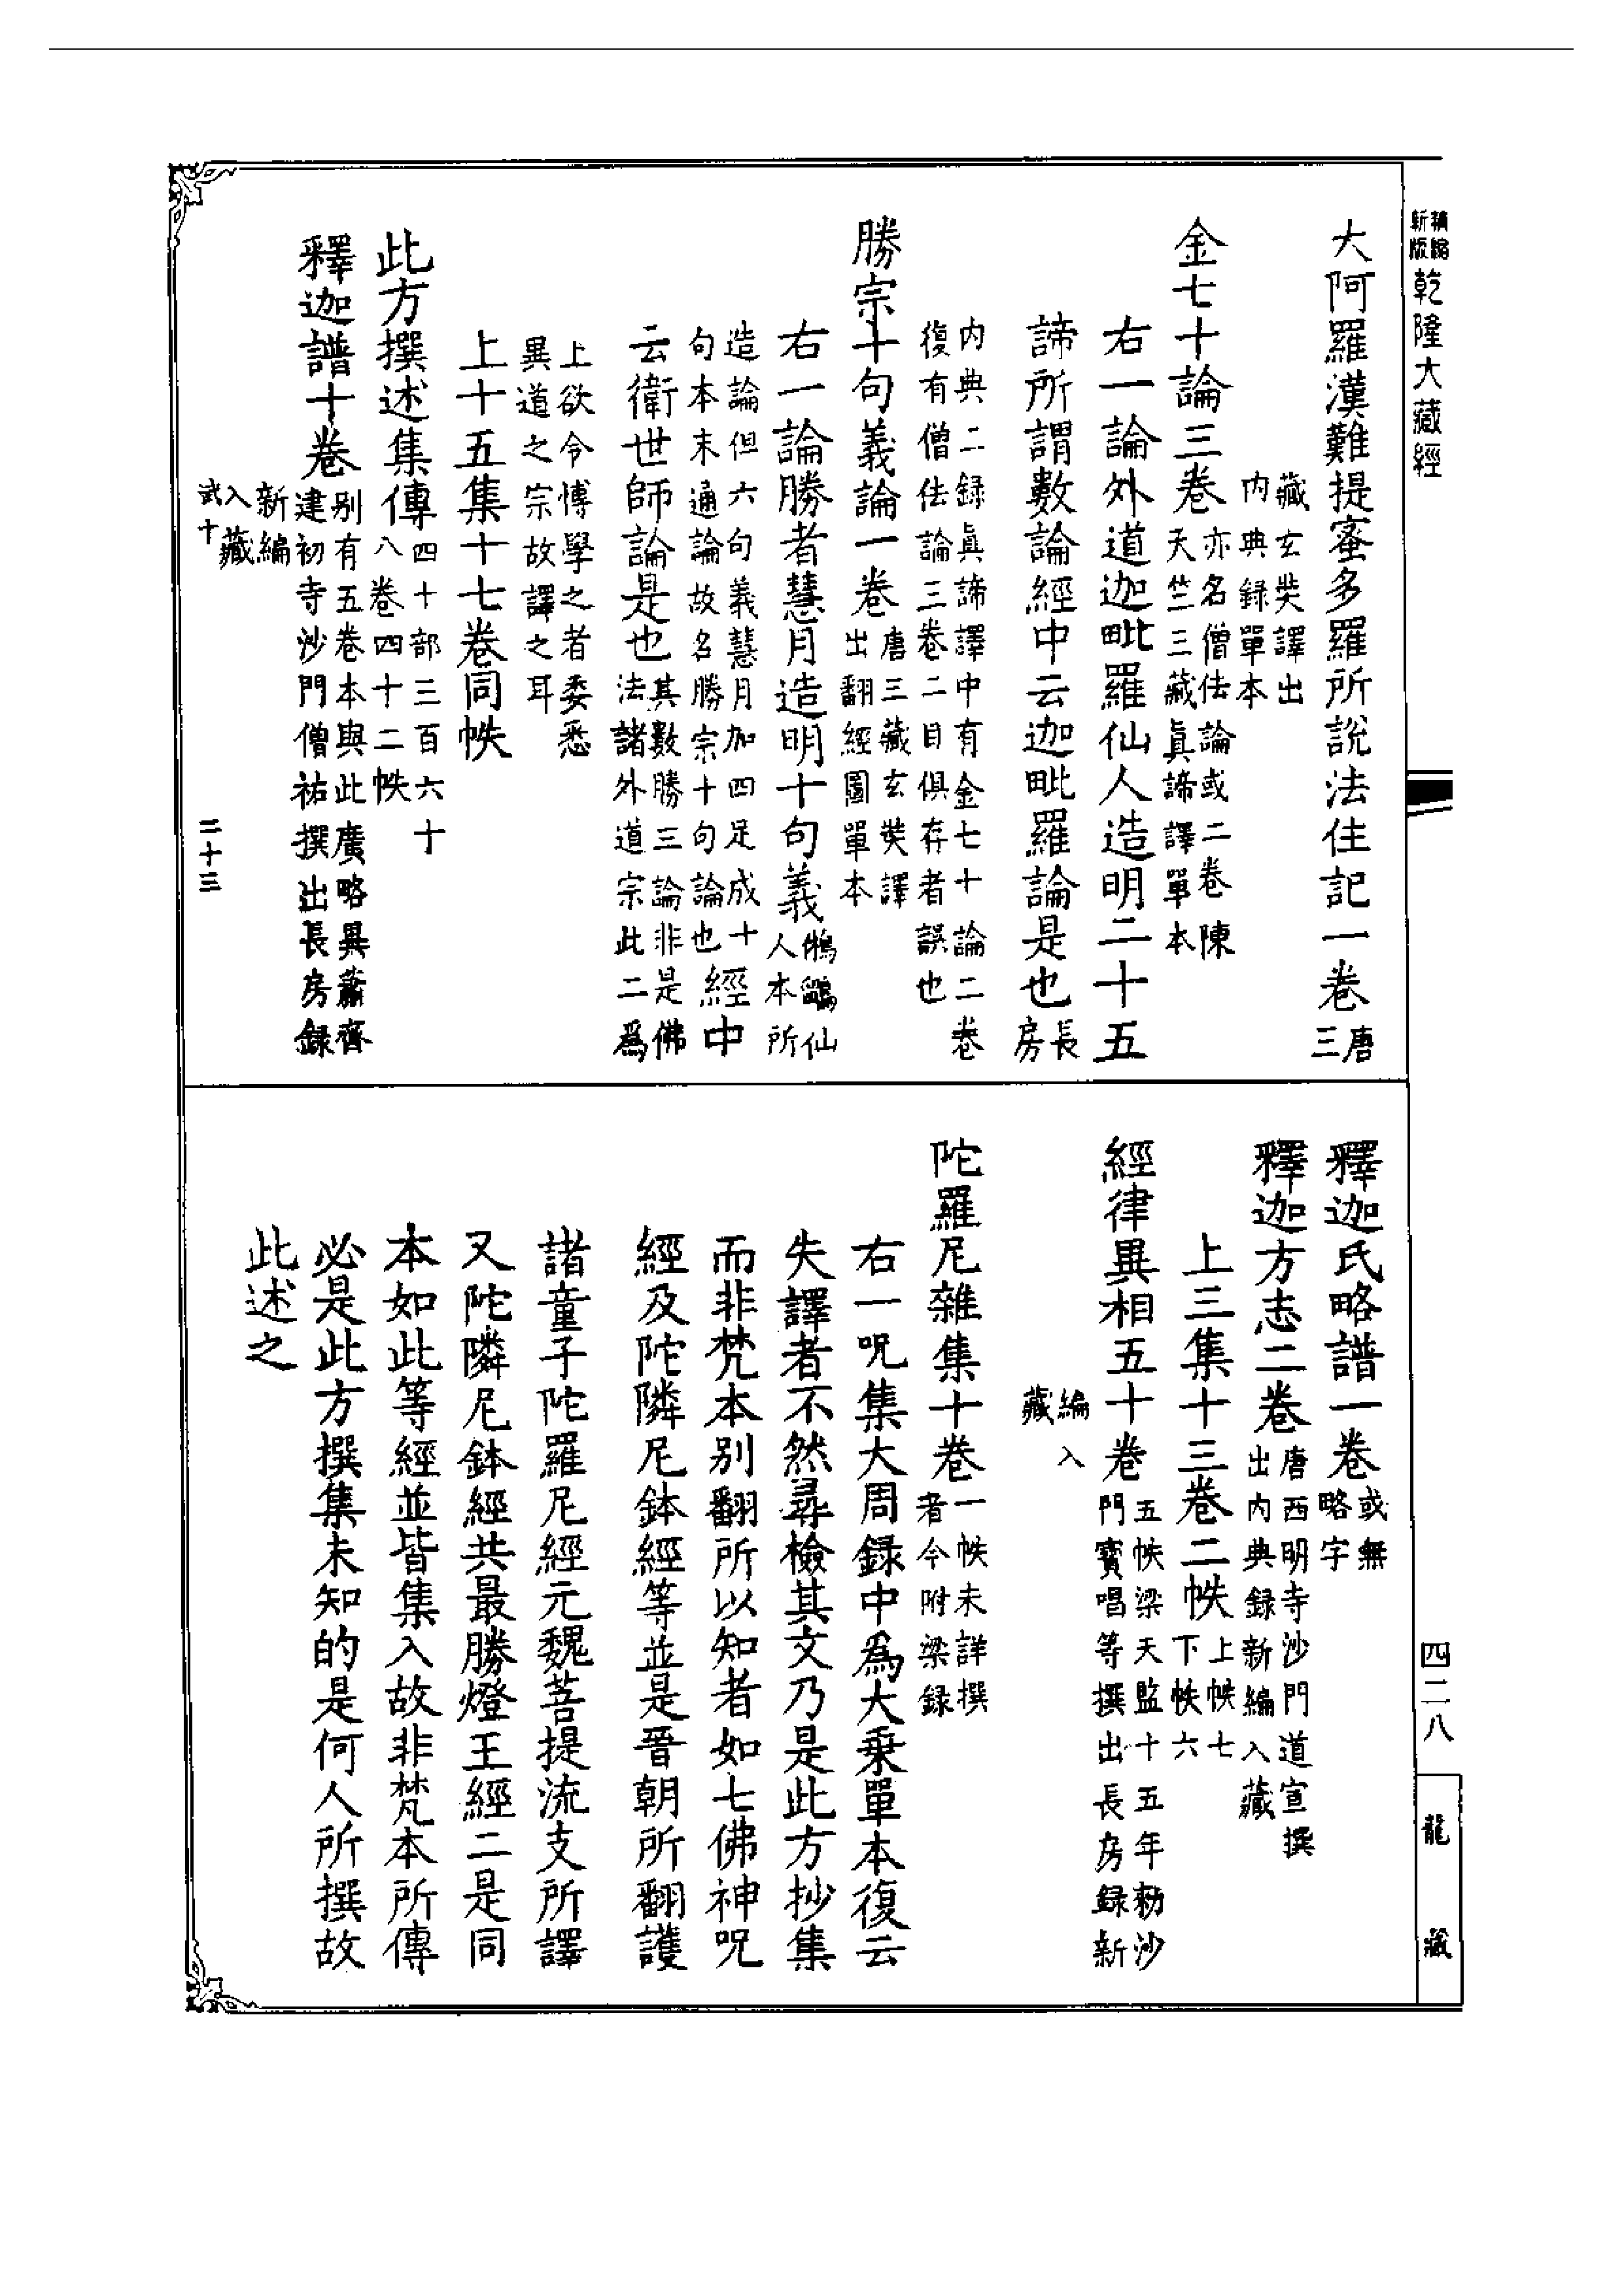 新版
精縮
乾隆大藏經
大阿羅漢難提蜜多羅所說法住記一卷唐三
藏玄奘譯出
內典錄單本
金七十論三卷亦名僧佉論或二卷陳
天竺三藏眞諦譯單本
右一論外道迦毗羅仙人造明二十五
諦所謂數論經中云迦毗羅論是也長房
內典二録眞諦譯中有金七十論二卷
復有僧佉論三卷二目俱存者誤也
勝宗十句義論一卷唐三藏玄奘譯
出翻經圖單本
右一論勝者慧月造明十句義鵂鶹仙
人本所
造論但六句義慧月加四足成十
句本末通論故名勝宗十句論也經中
云衛世師論是也其數勝三論非是佛
法諸外道宗此二爲
上欲令博學之者委悉
異道之宗故譯之耳
上十五集十七卷同帙
此方撰述集傳四十部三百六十
八卷四十二帙
釋迦譜十卷別有五卷本與此廣略異蕭齊
建初寺沙門僧祐撰出長房録
新編
入藏
武十
二十三
釋迦氏略譜一卷或無
略字
釋迦方志二卷唐西明寺沙門道宣撰
出內典録新編入藏
上三集十三卷二帙上帙七
下帙六
經律異相五十卷五帙梁天監十五年勅沙
門寶唱等撰出長房録新
編入
藏
陀羅尼雜集十卷一帙未詳撰
者今附梁録
右一呪集大周録中爲大乘單本復云
失譯者不然尋檢其文乃是此方抄集
而非梵本别翻所以知者如七佛神呪
經及陀隣尼鉢經等並是晉朝所翻護
諸童子陀羅尼經元魏菩提流支所譯
又陀隣尼鉢經共最勝燈王經二是同
本如此等經並皆集入故非梵本所傳
必是此方撰集未知的是何人所撰故
此述之
四二八
龍藏